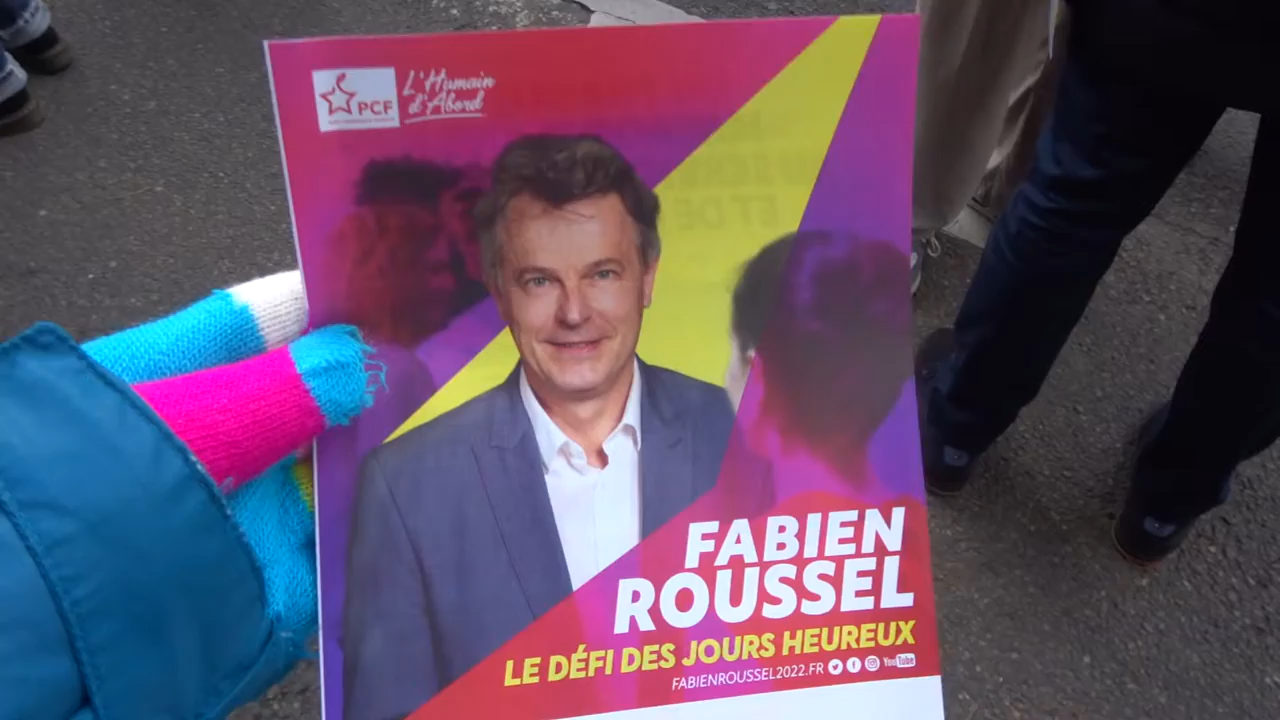 PCF
L'Humain
d'Abord
FABIEN
ROUSSEL
LE DÉFI DES JOURS HEUREUX
FABIENROUSSEL2022.FR YouTube